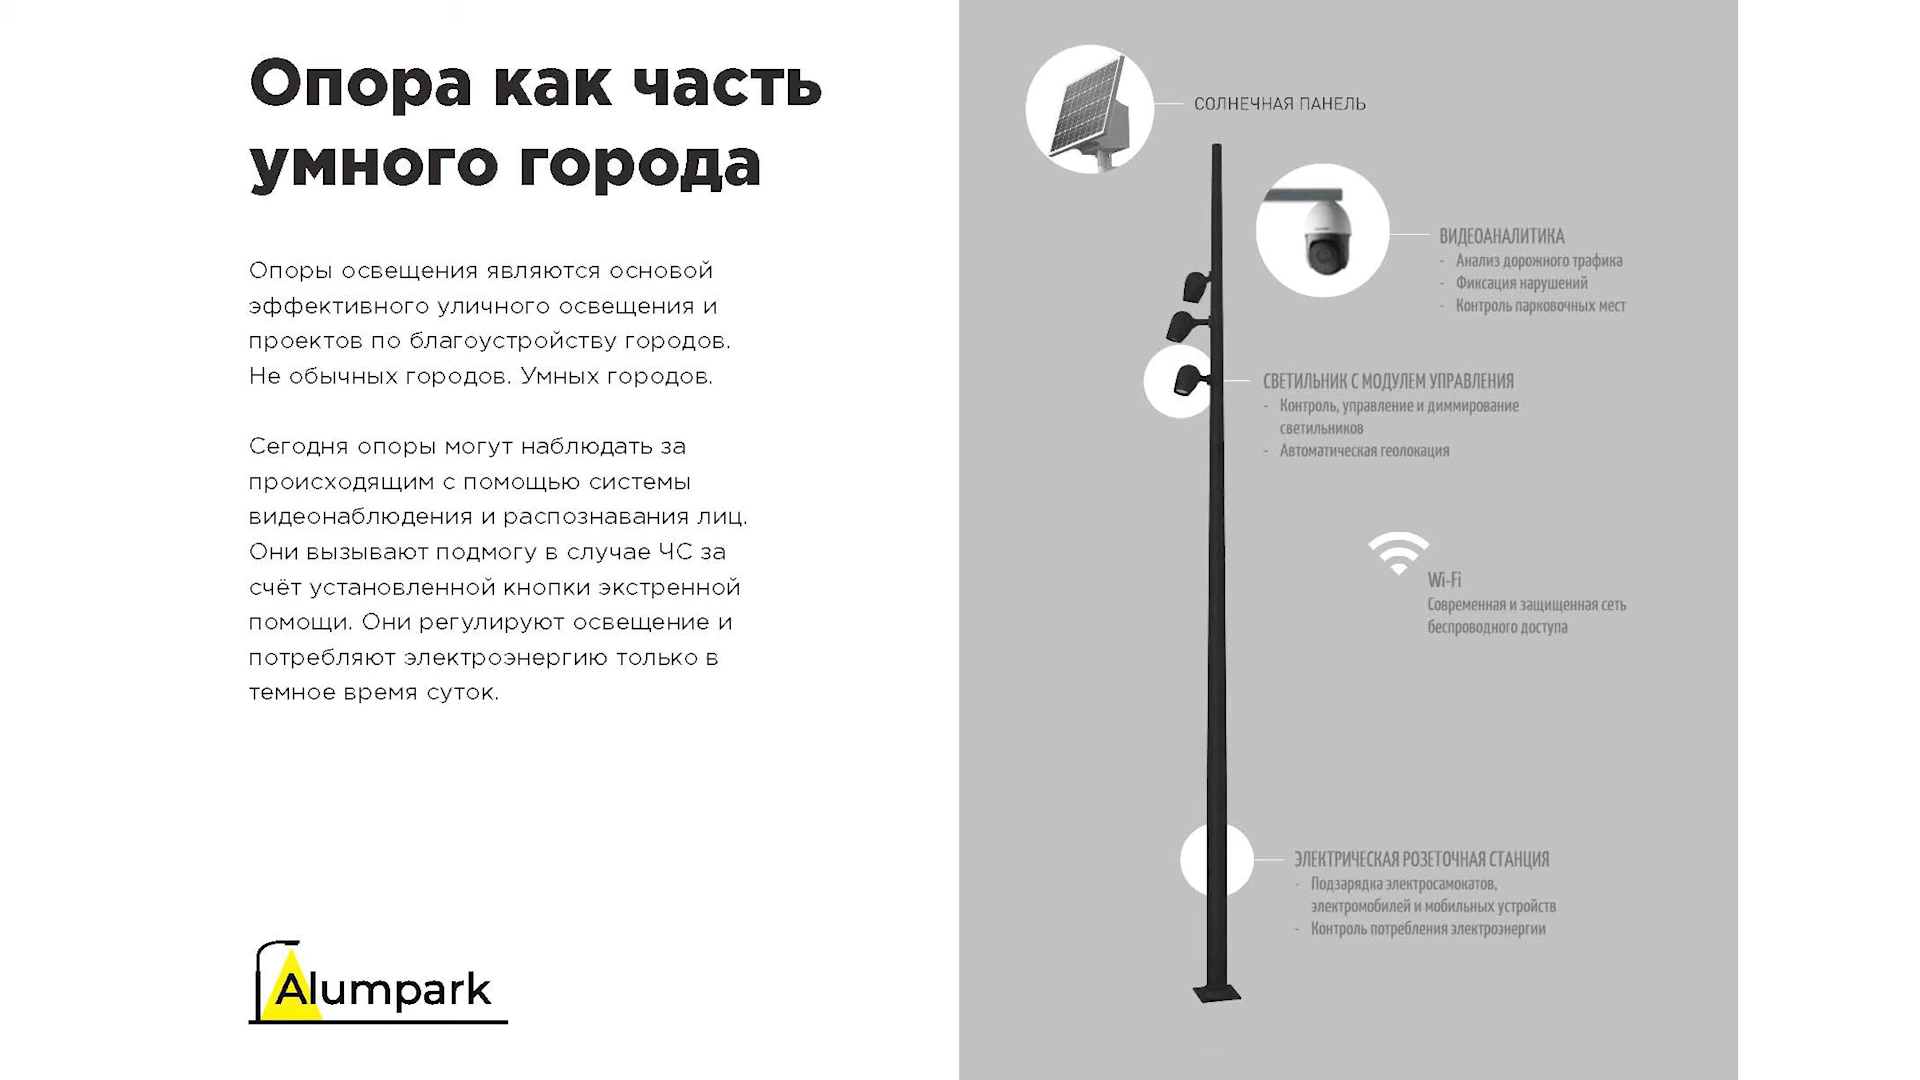 Опора как часть
умного города
Опоры освещения являются основой
эффективного уличного освещения и
проектов по благоустройству городов.
Не обычных городов. Умных городов.
Сегодня опоры могут наблюдать за
происходящим с помощью системы
видеонаблюдения и распознавания лиц.
Они вызывают подмогу в случае ЧС за
счёт установленной кнопки экстренной
помощи. Они регулируют освещение и
потребляют электроэнергию только в
темное время суток.
Alumpark
СОЛНЕЧНАЯ ПАНЕЛЬ
ВИДЕОАНАЛИТИКА
- Анализ дорожного трафика
- Фиксация нарушений
- Контроль парковочных мест
СВЕТИЛЬНИК С МОДУЛЕМ УПРАВЛЕНИЯ
- Контроль, управление и диммирование
светильников
- Автоматическая геолокация
Wi-Fi
Современная и защищенная сеть
беспроводного доступа
ЭЛЕКТРИЧЕСКАЯ РОЗЕТОЧНАЯ СТАНЦИЯ
- Подзарядка электросамокатов,
электромобилей и мобильных устройств
- Контроль потребления электроэнергии